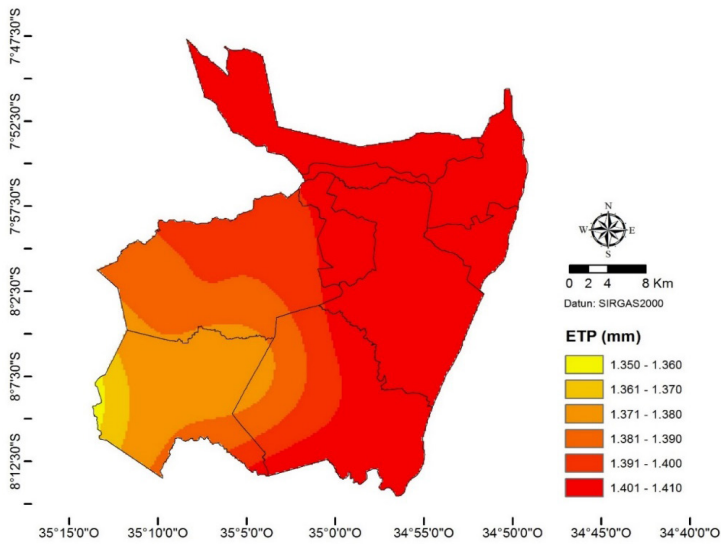 7°47'30"S
7°52'30"S
7°57'30"S
8°2'30"S
8°7'30"S
8°12'30"S
N
W E
S
0 2 4 8 Km
Datun: SIRGAS2000
ETP (mm)
1.350 - 1.360
1.361 - 1.370
1.371 - 1.380
1.381 - 1.390
1.391 - 1.400
1.401 - 1.410
35°15'0"O 35°10'0"O 35°5'0"O 35°0'0"O 34°55'0"O 34°50'0"O 34°45'0"O 34°40'0"O